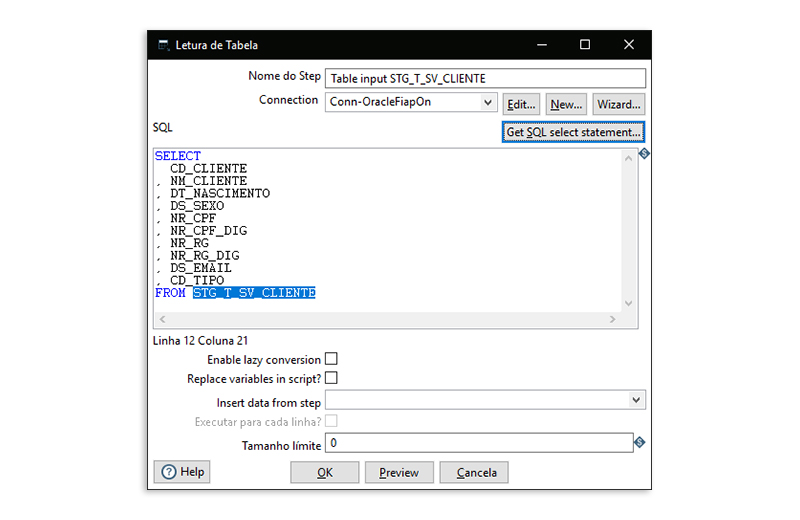 Letura de Tabela
Nome do Step Table input STG_T_SV_CLIENTE
Connection Conn-OracleFiapOn Edit... New... Wizard...
SQL Get SQL select statement...
SELECT
CD_CLIENTE
, NM_CLIENTE
, DT_NASCIMENTO
, DS_SEXO
, NR_CPF
, NR_CPF_DIG
, NR_RG
, NR_RG_DIG
, DS_EMAIL
, CD_TIPO
FROM STG_T_SV_CLIENTE
Linha 12 Coluna 21
Enable lazy conversion
Replace variables in script?
Insert data from step
Executar para cada linha?
Tamanho límite 0
Help OK Preview Cancela